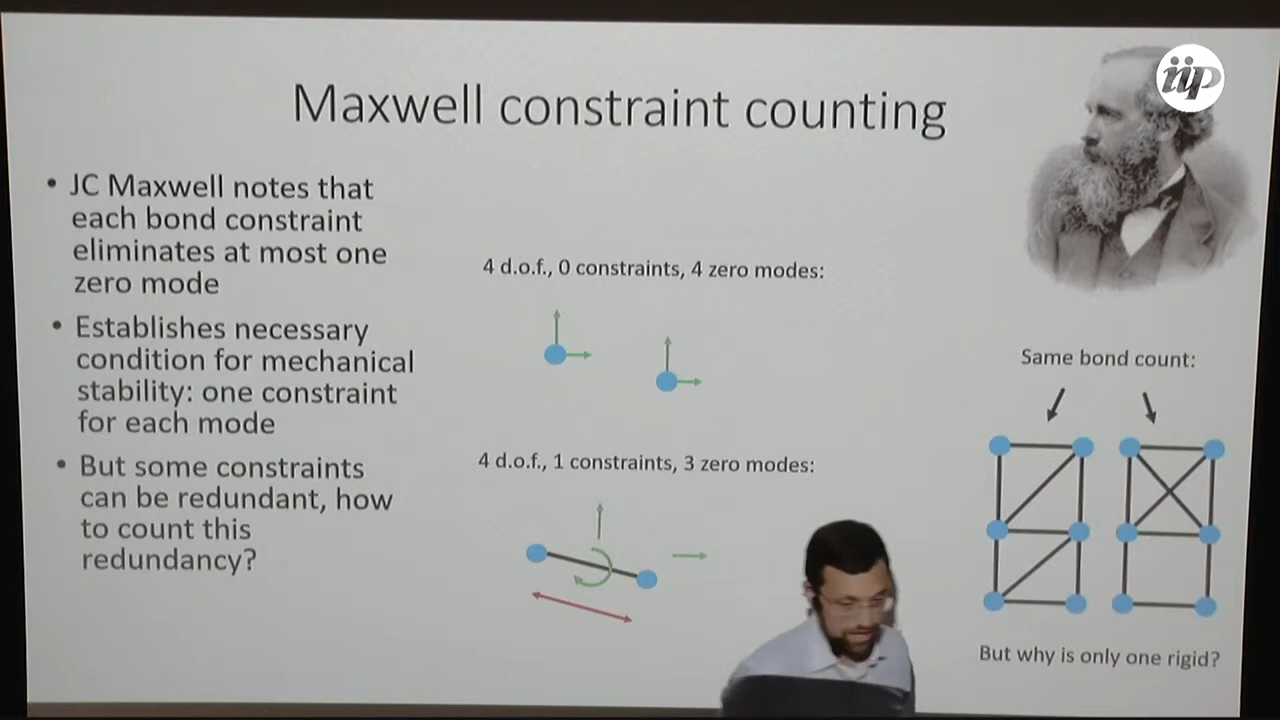 iip
Maxwell constraint counting
• JC Maxwell notes that
each bond constraint
eliminates at most one
zero mode
• Establishes necessary
condition for mechanical
stability: one constraint
for each mode
• But some constraints
can be redundant, how
to count this
redundancy?
4 d.o.f., 0 constraints, 4 zero modes:
4 d.o.f., 1 constraints, 3 zero modes:
Same bond count:
But why is only one rigid?